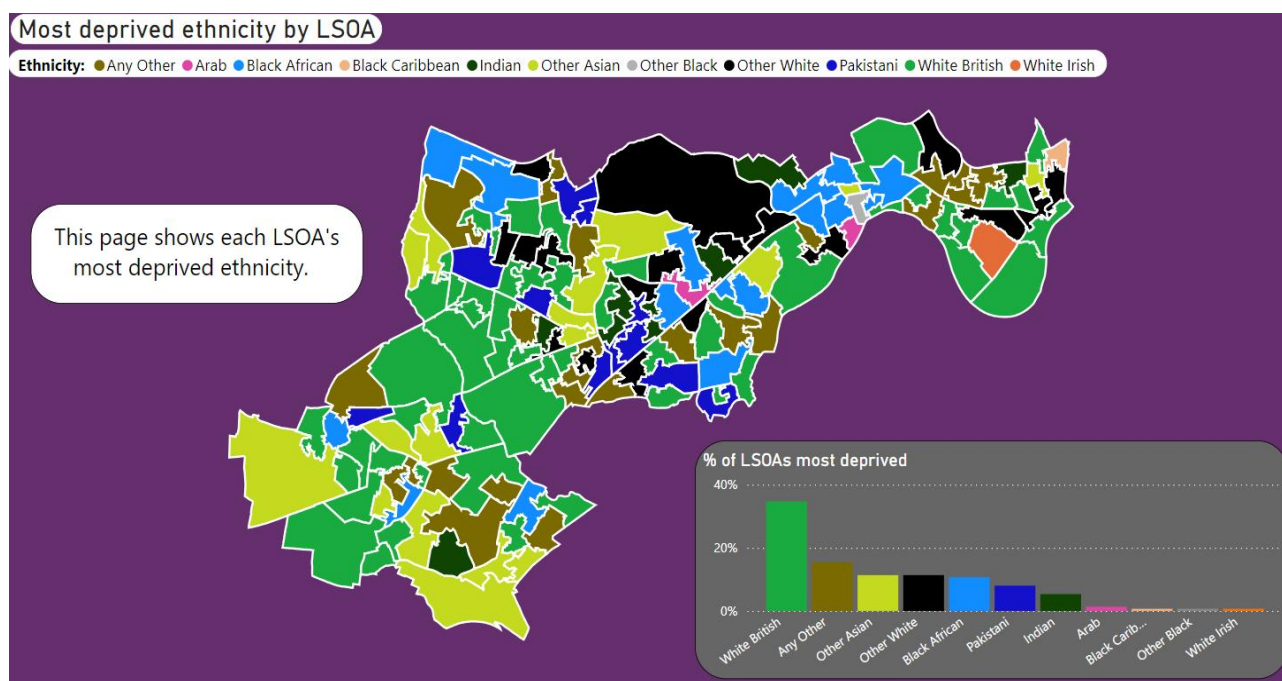 Most deprived ethnicity by LSOA
Ethnicity: Any Other Arab Black African Black Caribbean Indian Other Asian Other Black Other White Pakistani White British White Irish
This page shows each LSOA's
most deprived ethnicity.
% of LSOAs most deprived
40%
20%
0%
White British
Any Other
Other Asian
Other White
Black African
Pakistani
Indian
Arab
Black Carib...
Other Black
White Irish